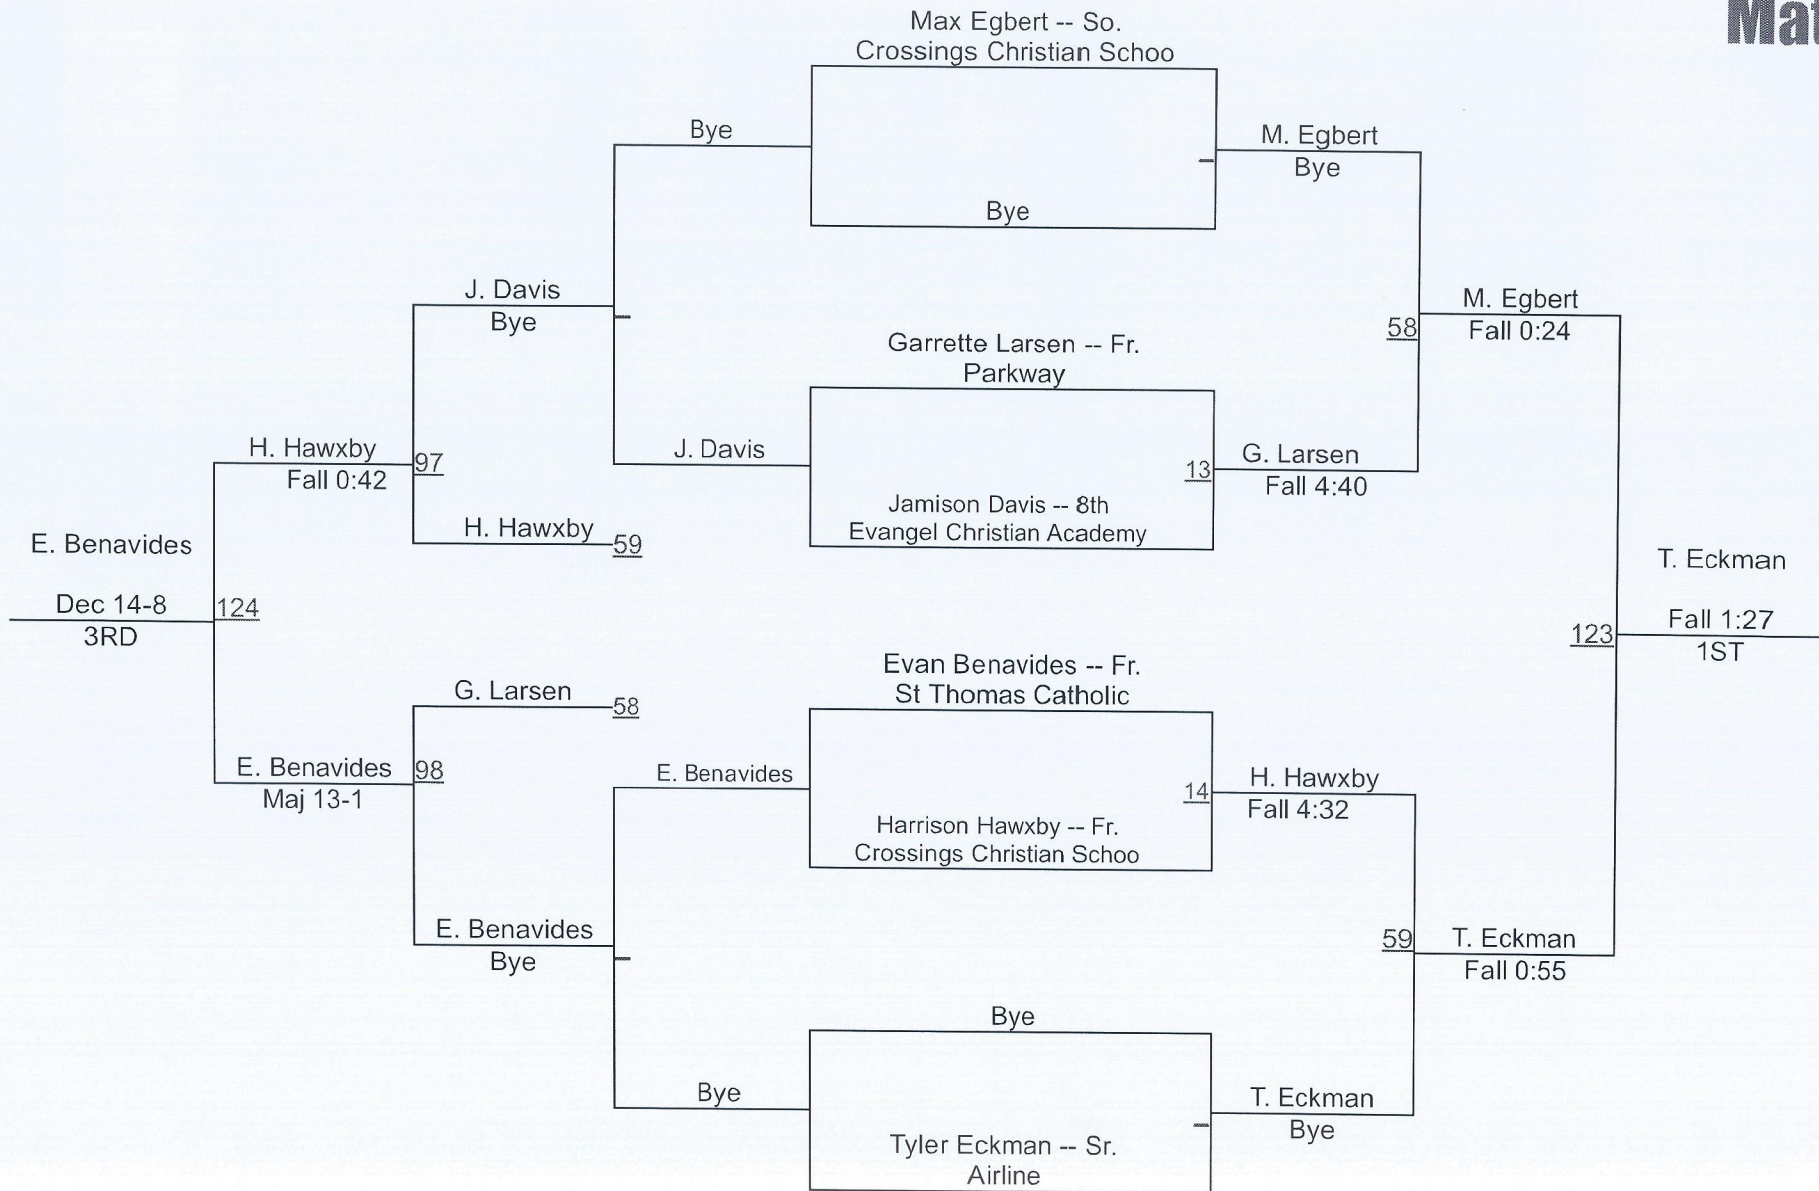 Max Egbert -- So.
Crossings Christian Schoo
Bye
M. Egbert
Bye
Bye
J. Davis
Bye
M. Egbert
Fall 0:24
58
Garrette Larsen -- Fr.
Parkway
H. Hawxby
Fall 0:42
97
J. Davis
13
G. Larsen
Fall 4:40
Jamison Davis -- 8th
Evangel Christian Academy
H. Hawxby
59
E. Benavides
Dec 14-8
3RD
124
T. Eckman
Fall 1:27
1ST
123
Evan Benavides -- Fr.
St Thomas Catholic
G. Larsen
58
E. Benavides
Maj 13-1
98
E. Benavides
14
H. Hawxby
Fall 4:32
Harrison Hawxby -- Fr.
Crossings Christian Schoo
E. Benavides
Bye
59
T. Eckman
Fall 0:55
Bye
Bye
T. Eckman
Bye
Tyler Eckman -- Sr.
Airline